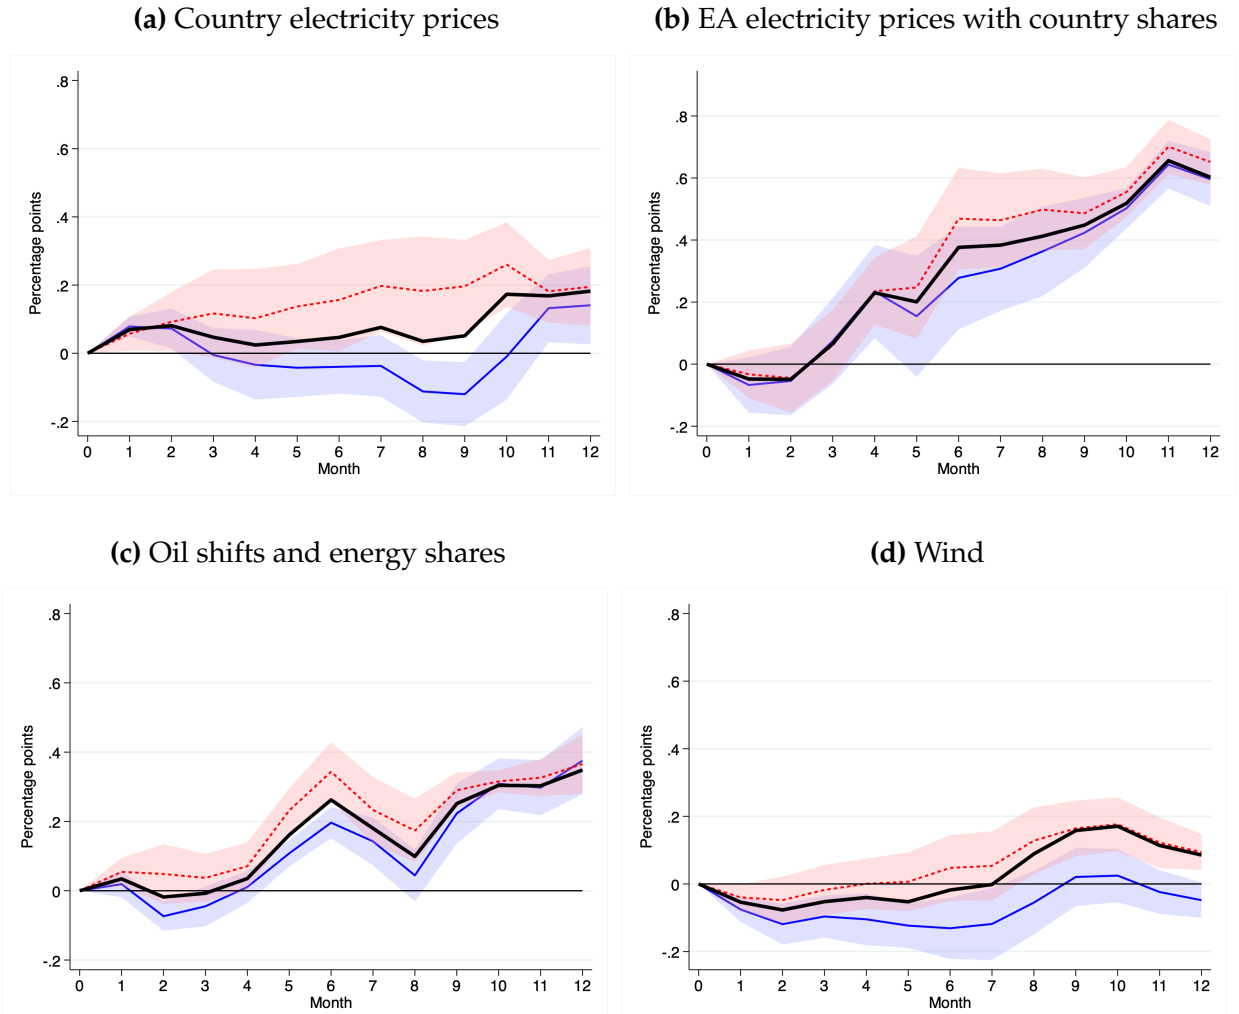 (a) Country electricity prices
(b) EA electricity prices with country shares
.8
.6
.4
.2
0
-.2
Percentage points
0 1 2 3 4 5 6 7 8 9 10 11 12
Month
.8
.6
.4
.2
0
-.2
Percentage points
0 1 2 3 4 5 6 7 8 9 10 11 12
Month
(c) Oil shifts and energy shares
(d) Wind
.8
.6
.4
.2
0
-.2
Percentage points
0 1 2 3 4 5 6 7 8 9 10 11 12
Month
.8
.6
.4
.2
0
-.2
Percentage points
0 1 2 3 4 5 6 7 8 9 10 11 12
Month